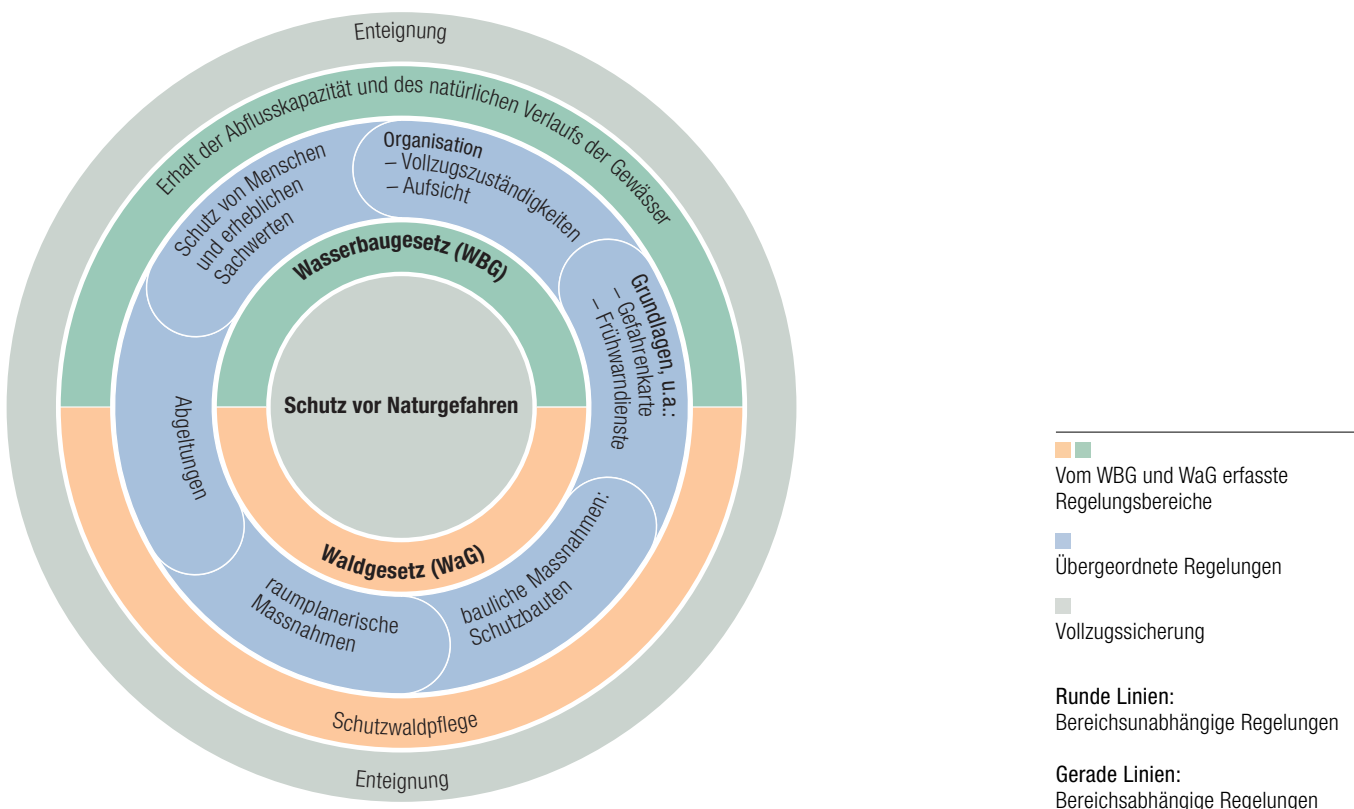 Enteignung
Erhalt der Abflusskapazität und des natürlichen Verlaufs der Gewässer
Schutz von Menschen
und erheblichen
Sachwerten
Organisation
– Vollzugszuständigkeiten
– Aufsicht
Grundlagen, u.a.:
– Gefahrenkarte
– Frühwarndienste
Wasserbaugesetz (WBG)
Schutz vor Naturgefahren
Abgeltungen
Waldgesetz (WaG)
raumplanerische
Massnahmen
bauliche Massnahmen:
Schutzbauten
Schutzwaldpflege
Enteignung
Vom WBG und WaG erfasste
Regelungsbereiche
Übergeordnete Regelungen
Vollzugssicherung
Runde Linien:
Bereichsunabhängige Regelungen
Gerade Linien:
Bereichsabhängige Regelungen